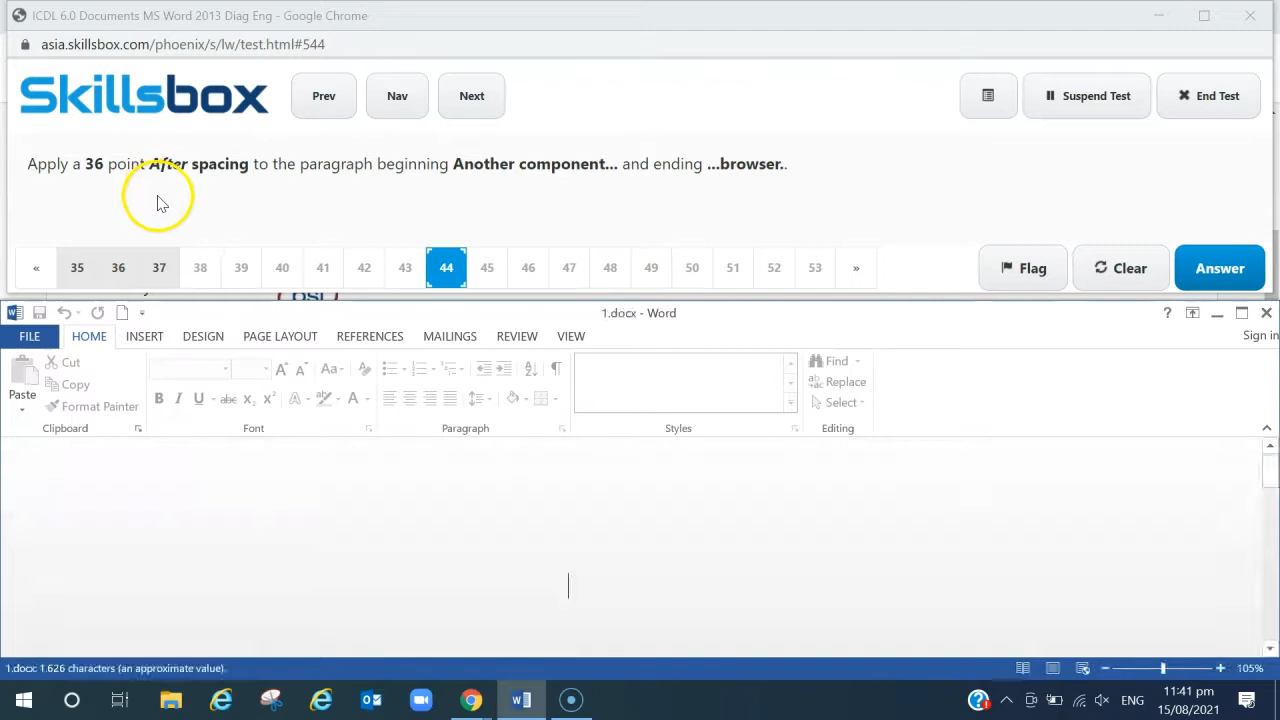 ICDL 6.0 Documents MS Word 2013 Diag Eng - Google Chrome
asia.skillsbox.com/phoenix/s/lw/test.html#544
Skillsbox Prev Nav Next Suspend Test End Test
Apply a 36 point After spacing to the paragraph beginning Another component... and ending ...browser..
« 35 36 37 38 39 40 41 42 43 44 45 46 47 48 49 50 51 52 53 » Flag Clear Answer
1.docx - Word
Sign in
FILE HOME INSERT DESIGN PAGE LAYOUT REFERENCES MAILINGS REVIEW VIEW
Paste Cut Copy Format Painter
Find Replace Select
Clipboard Font Paragraph Styles Editing
1.docx: 1.626 characters (an approximate value).
105%
ENG
11:41 pm
15/08/2021